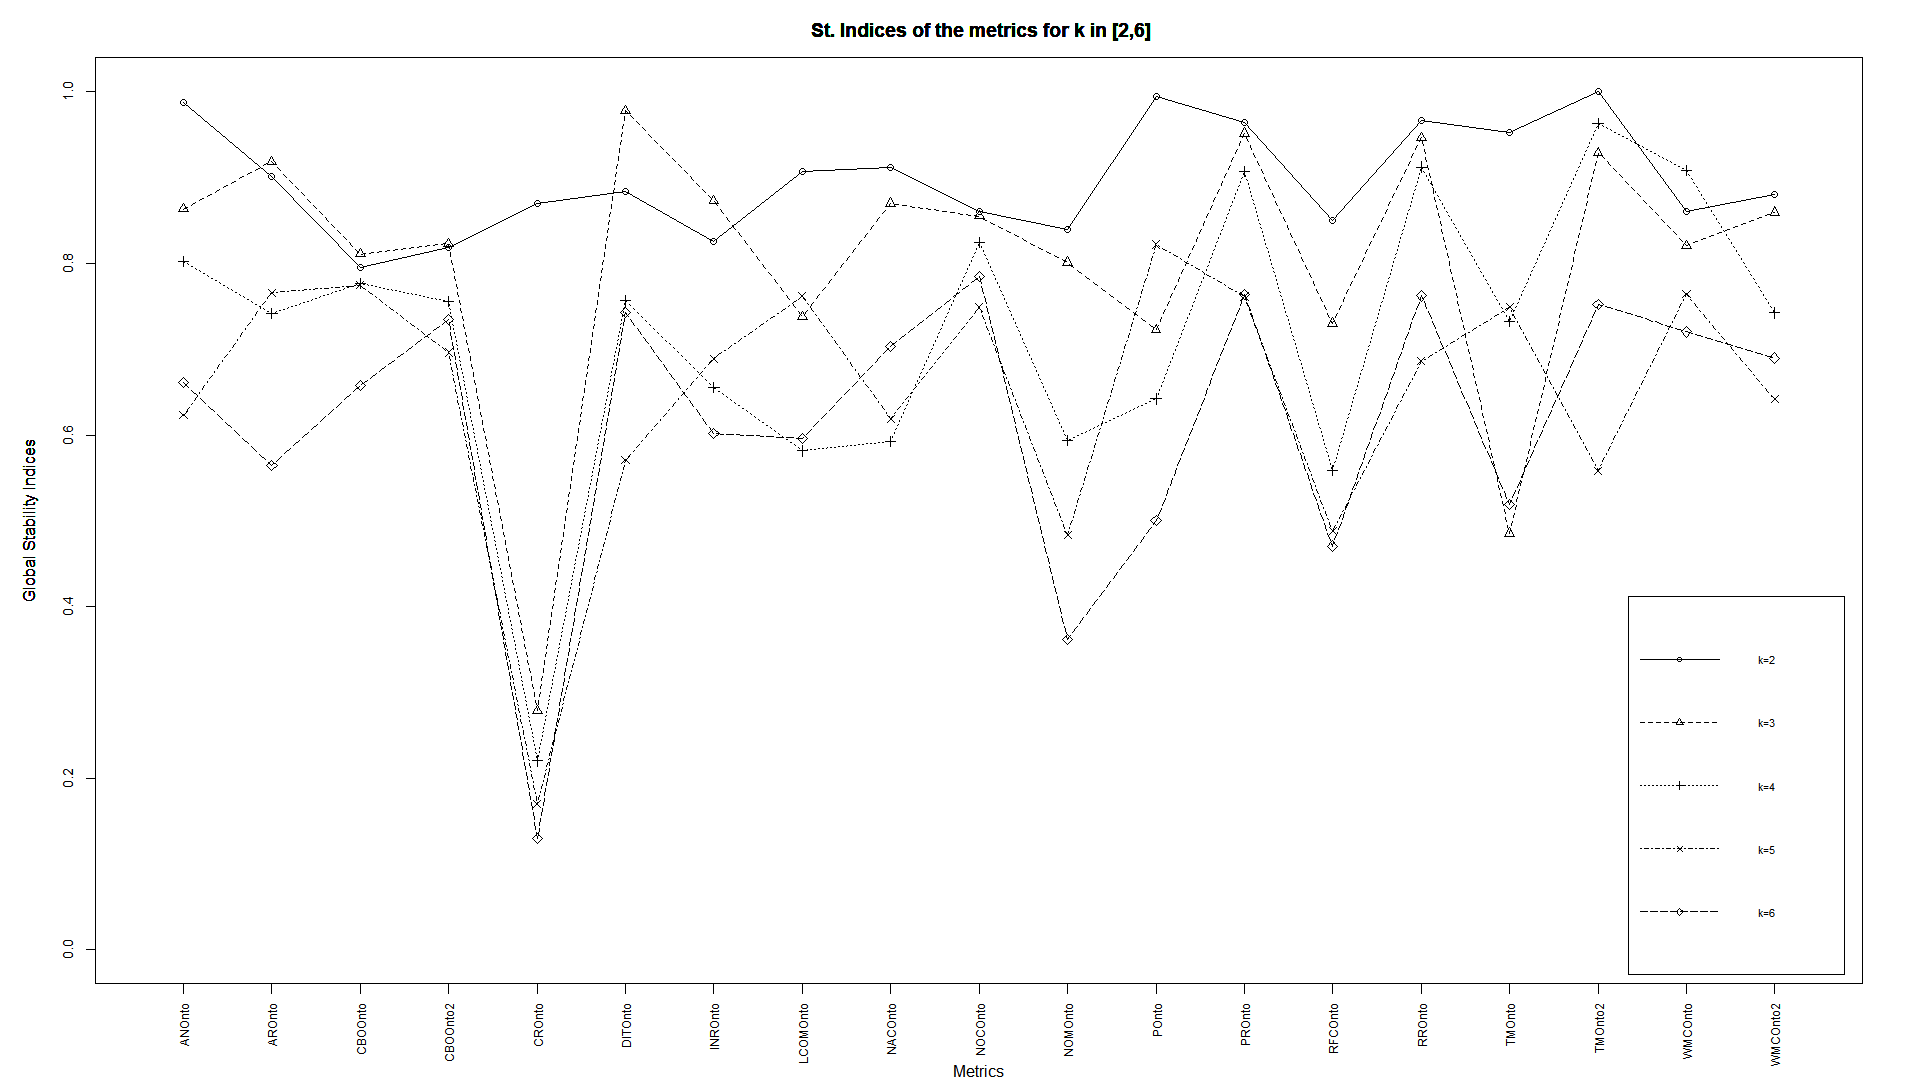 St. Indices of the metrics for k in [2,6]
Global Stability Indices
1.0
0.8
0.6
0.4
0.2
0.0
k=2
k=3
k=4
k=5
k=6
ANOnto
AROnto
CBOOnto
CBOOnto2
CROnto
DITOnto
INROnto
LCOMOnto
NACOnto
NOCOnto
NOMOnto
POnto
PROnto
RFCOnto
RROnto
TMOnto
TMOnto2
WMCOnto
WMCOnto2
Metrics